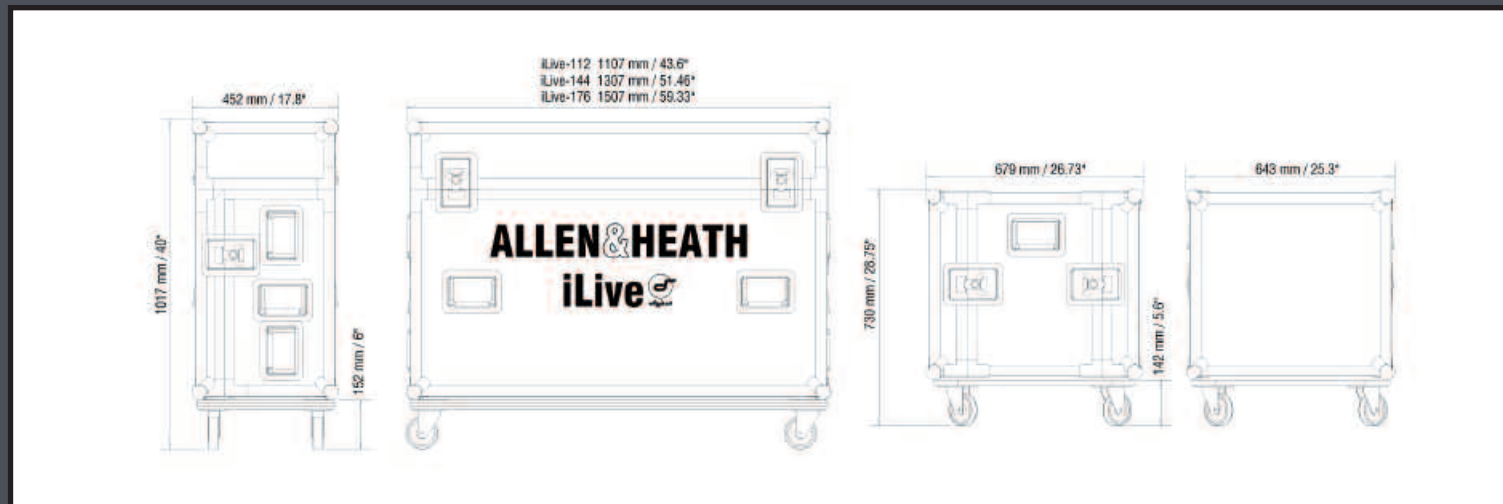 iLive-112 1107 mm / 43.6"
iLive-144 1307 mm / 51.46"
iLive-176 1507 mm / 59.33"
452 mm / 17.8"
1017 mm / 40"
152 mm / 6"
ALLEN&HEATH
iLive
679 mm / 26.73"
643 mm / 25.3"
730 mm / 28.75"
142 mm / 5.6"